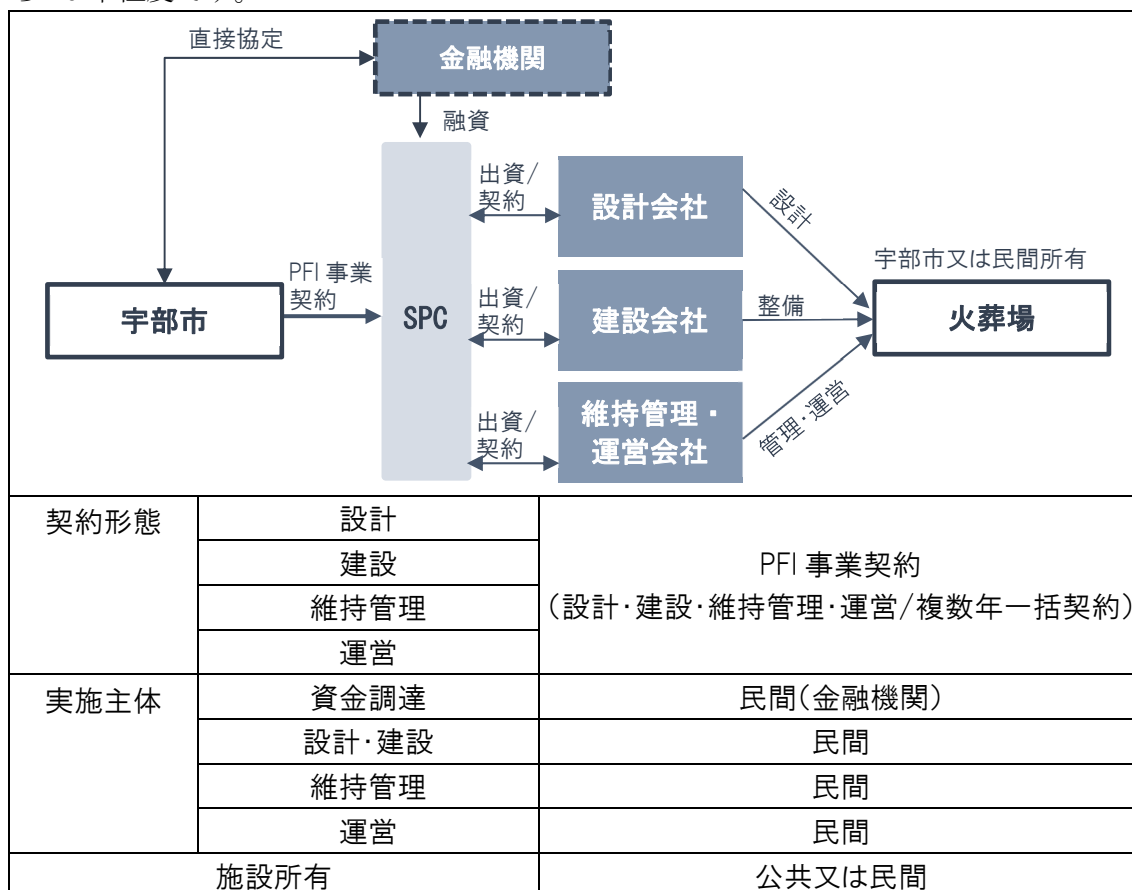 直接協定
金融機関
融資
出資/
契約
設計会社
設計
宇部市又は民間所有
PFI 事業
契約
宇部市
SPC
出資/
契約
建設会社
整備
火葬場
出資/
契約
維持管理・
運営会社
管理・運営
契約形態
設計
建設
維持管理
運営
PFI 事業契約
(設計・建設・維持管理・運営/複数年一括契約)
実施主体
資金調達
民間(金融機関)
設計・建設
民間
維持管理
民間
運営
民間
施設所有
公共又は民間